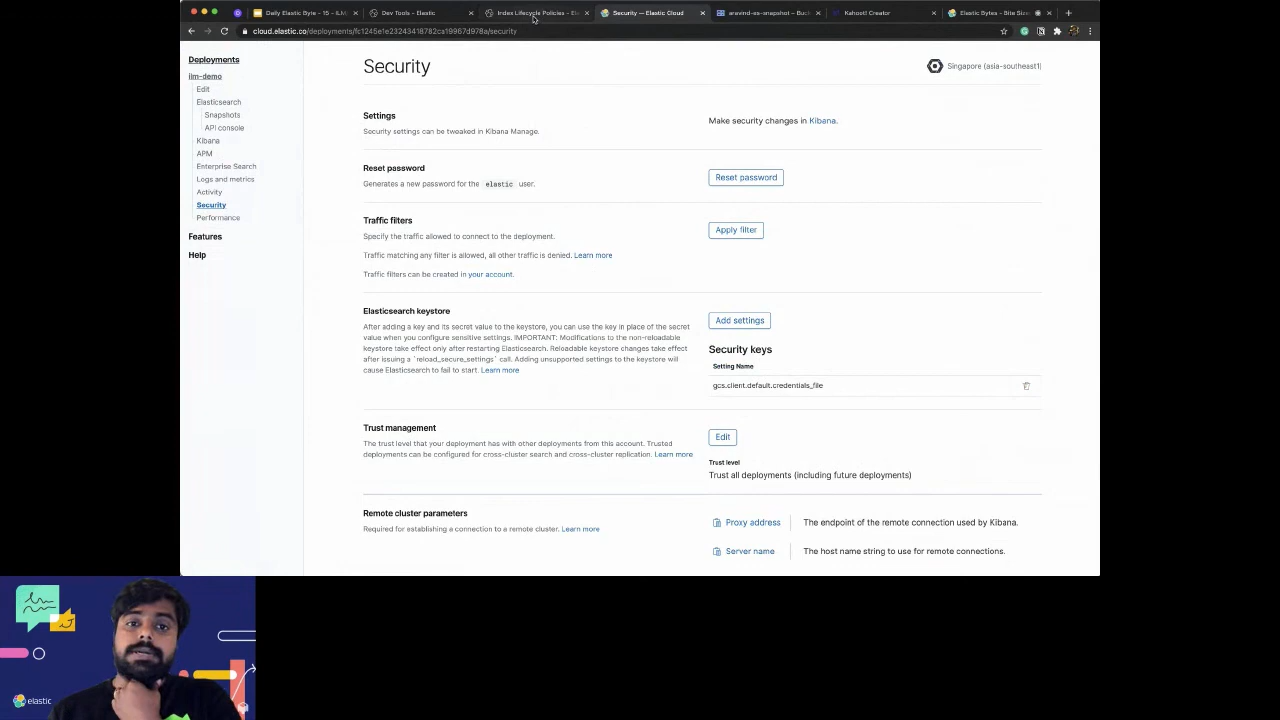 Daily Elastic Byte - 15 - ILM
Dev Tools - Elastic
Index Lifecycle Policies - Ela
Security — Elastic Cloud
aravind-es-snapshot – Buck
Kahoot! Creator
Elastic Bytes - Bite Size
cloud.elastic.co/deployments/fc1245e1e23243418782ca19967d978a/security
Deployments
ilm-demo
Edit
Elasticsearch
Snapshots
API console
Kibana
APM
Enterprise Search
Logs and metrics
Activity
Security
Performance
Features
Help
Security
Singapore (asia-southeast1)
Settings
Security settings can be tweaked in Kibana Manage.
Make security changes in Kibana.
Reset password
Generates a new password for the elastic user.
Reset password
Traffic filters
Specify the traffic allowed to connect to the deployment.
Traffic matching any filter is allowed, all other traffic is denied. Learn more
Traffic filters can be created in your account.
Apply filter
Elasticsearch keystore
After adding a key and its secret value to the keystore, you can use the key in place of the secret
value when you configure sensitive settings. IMPORTANT: Modifications to the non-reloadable
keystore take effect only after restarting Elasticsearch. Reloadable keystore changes take effect
after issuing a `reload_secure_settings` call. Adding unsupported settings to the keystore will
cause Elasticsearch to fail to start. Learn more
Add settings
Security keys
Setting Name
gcs.client.default.credentials_file
Trust management
The trust level that your deployment has with other deployments from this account. Trusted
deployments can be configured for cross-cluster search and cross-cluster replication. Learn more
Edit
Trust level
Trust all deployments (including future deployments)
Remote cluster parameters
Required for establishing a connection to a remote cluster. Learn more
Proxy address
The endpoint of the remote connection used by Kibana.
Server name
The host name string to use for remote connections.
elastic